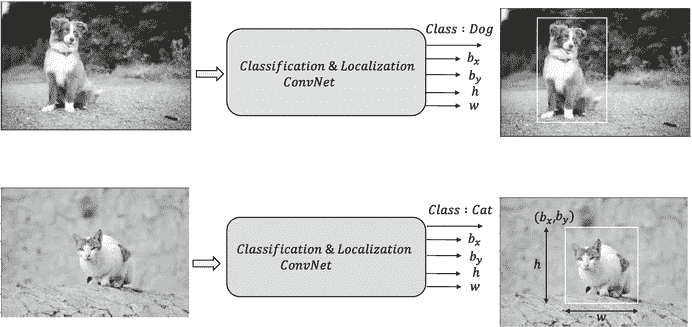 Class : Dog
Classification & Localization
ConvNet
b_x
b_y
h
w
Class : Cat
Classification & Localization
ConvNet
b_x
b_y
h
w
(b_x,b_y)
h
w